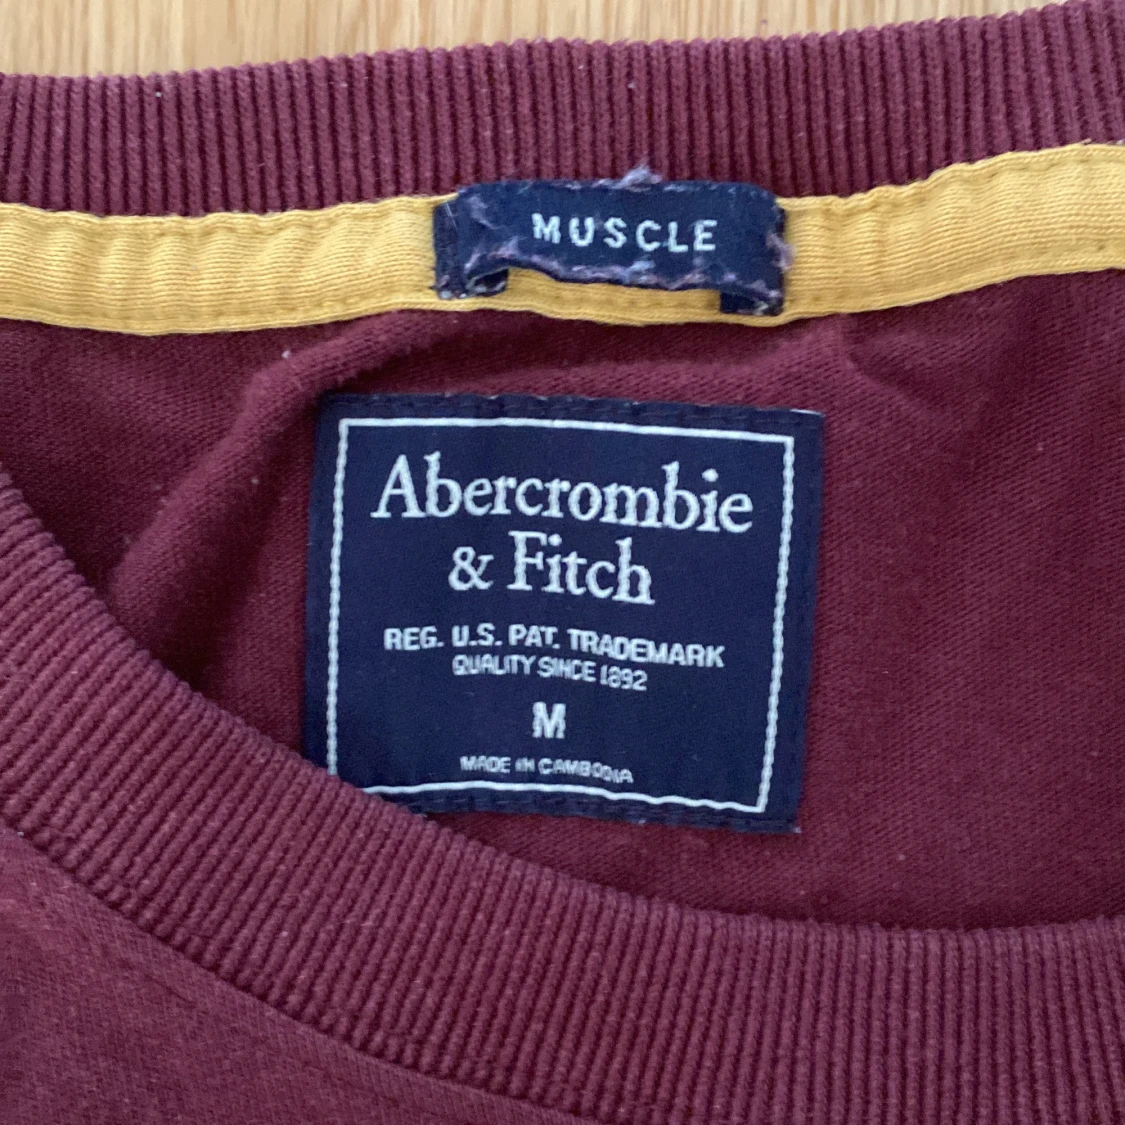 MUSCLE
Abercrombie
& Fitch
REG. U.S. PAT. TRADEMARK
QUALITY SINCE 1892
M
MADE IN CAMBODIA